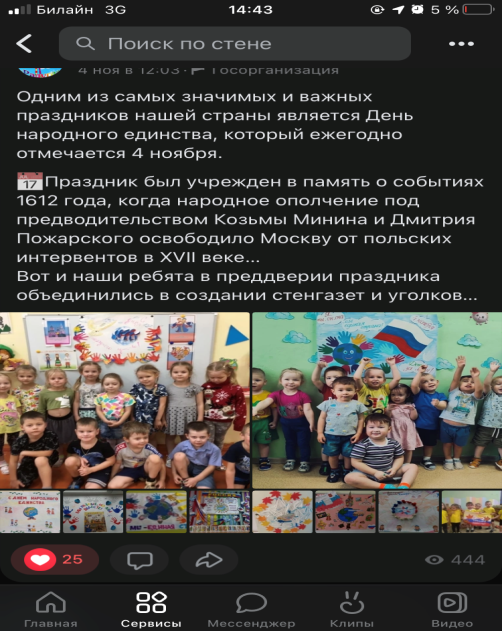 Билайн 3G 14:43 5 %
Поиск по стене
4 ноя в 12:03 · Госорганизация
Одним из самых значимых и важных
праздников нашей страны является День
народного единства, который ежегодно
отмечается 4 ноября.
17 Праздник был учрежден в память о событиях
1612 года, когда народное ополчение под
предводительством Козьмы Минина и Дмитрия
Пожарского освободило Москву от польских
интервентов в XVII веке...
Вот и наши ребята в преддверии праздника
объединились в создании стенгазет и уголков...
25 444
Главная Сервисы Мессенджер Клипы Видео